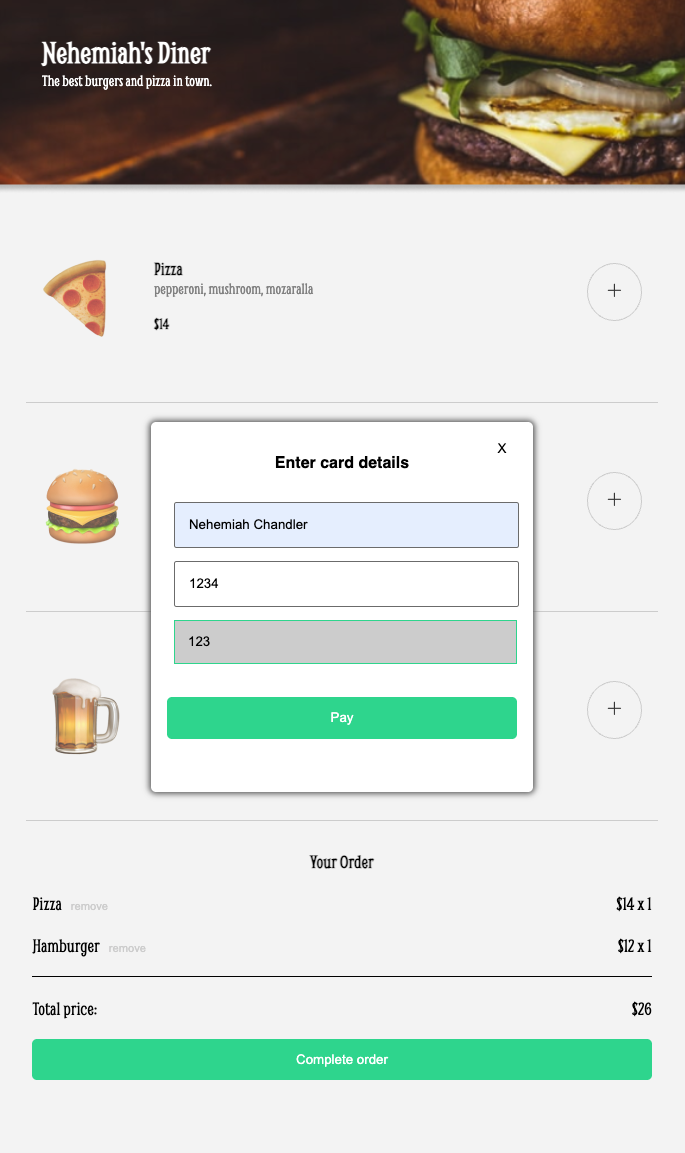 Nehemiah's Diner
The best burgers and pizza in town.
Pizza
pepperoni, mushroom, mozaralla
$14
+
X
Enter card details
Nehemiah Chandler
+
1234
123
+
Pay
Your Order
Pizza remove $14 x 1
Hamburger remove $12 x 1
Total price: $26
Complete order